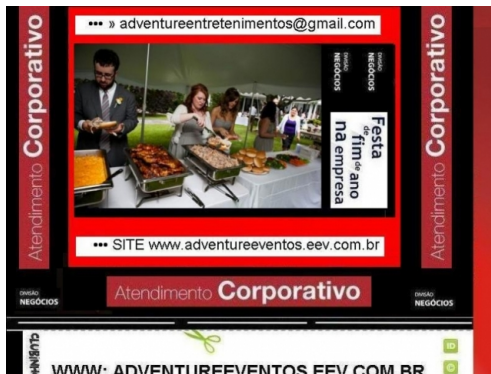 ••• » adventureentretenimentos@gmail.com
Atendimento Corporativo
DIVISÃO
NEGÓCIOS
DIVISÃO
NEGÓCIOS
Festa
de
fim de ano
na empresa
Atendimento Corporativo
••• SITE www.adventureeventos.eev.com.br
DIVISÃO
NEGÓCIOS
Atendimento Corporativo
DIVISÃO
NEGÓCIOS
WWW: ADVENTUREEVENTOS.EEV.COM.BR